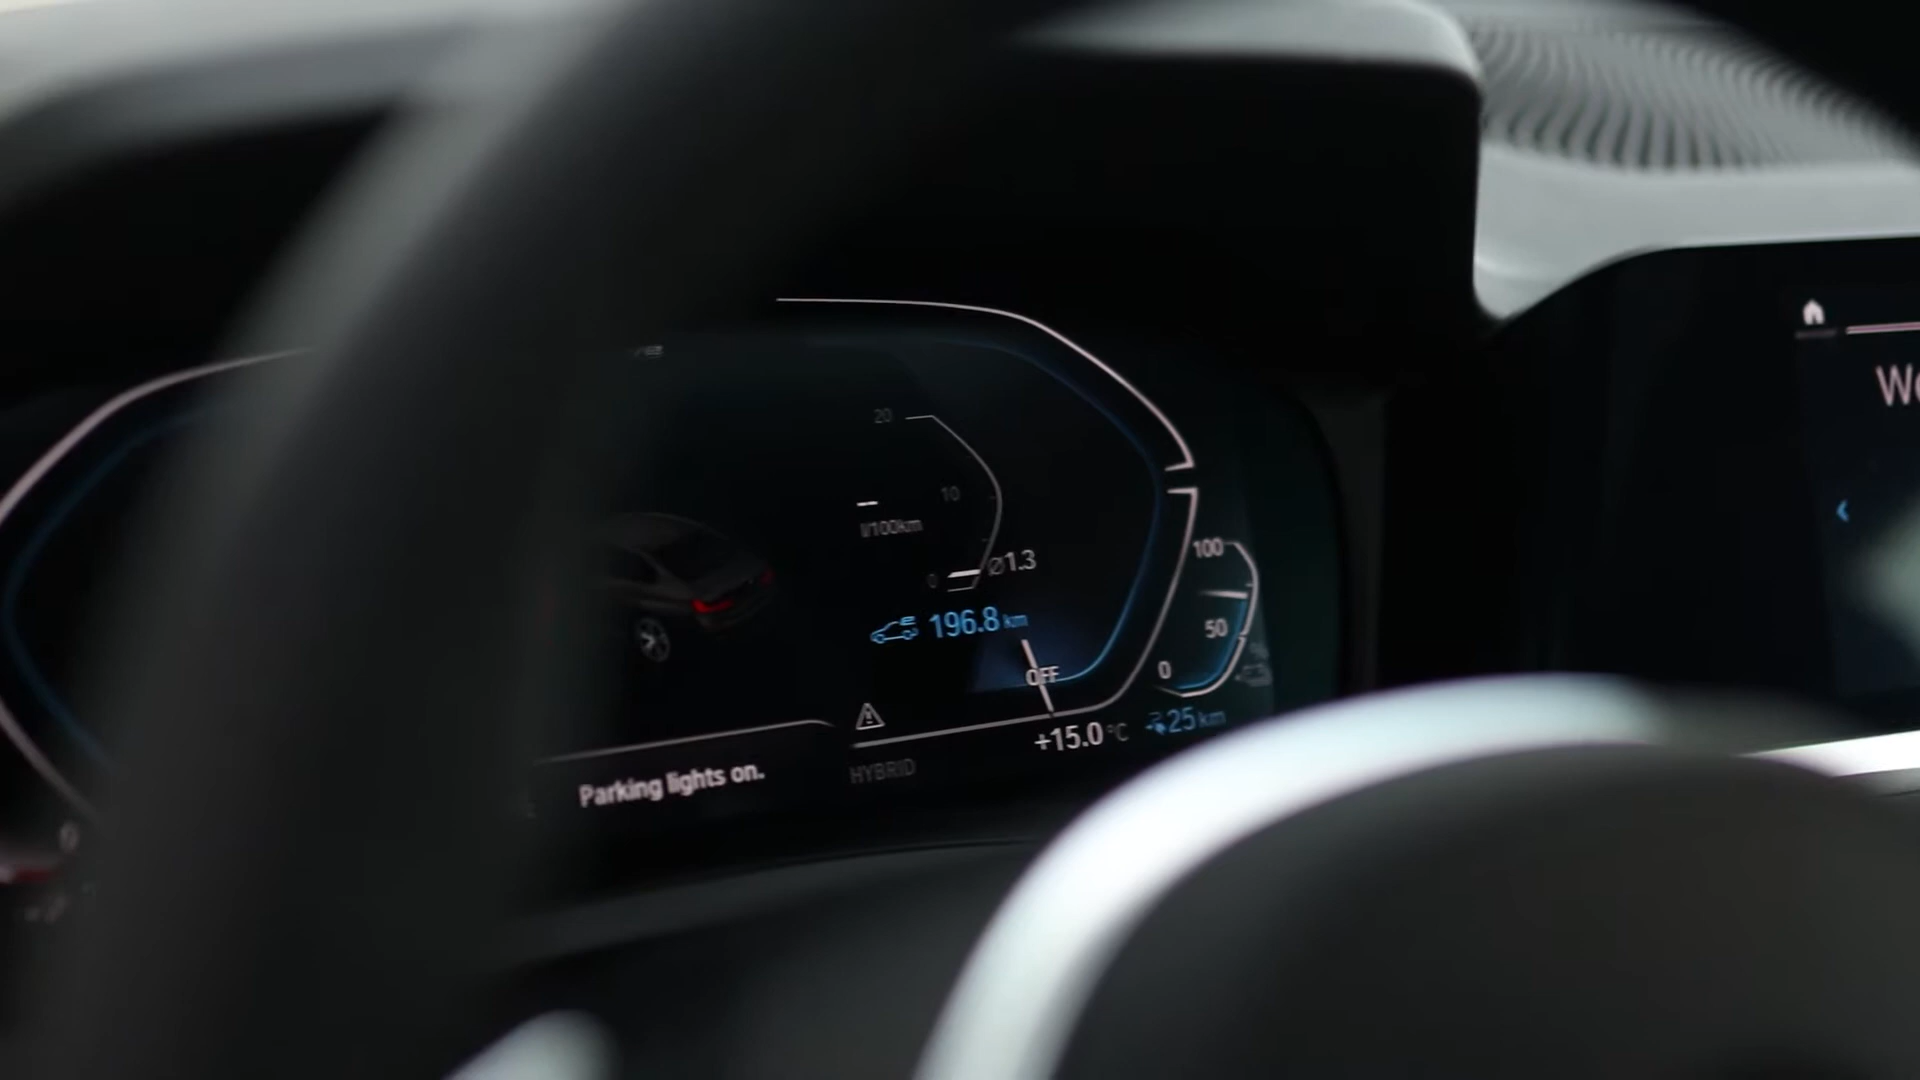 20
10
l/100km
0
Ø1.3
196.8 km
OFF
100
50
0
+15.0 °C
25 km
HYBRID
Parking lights on.
0